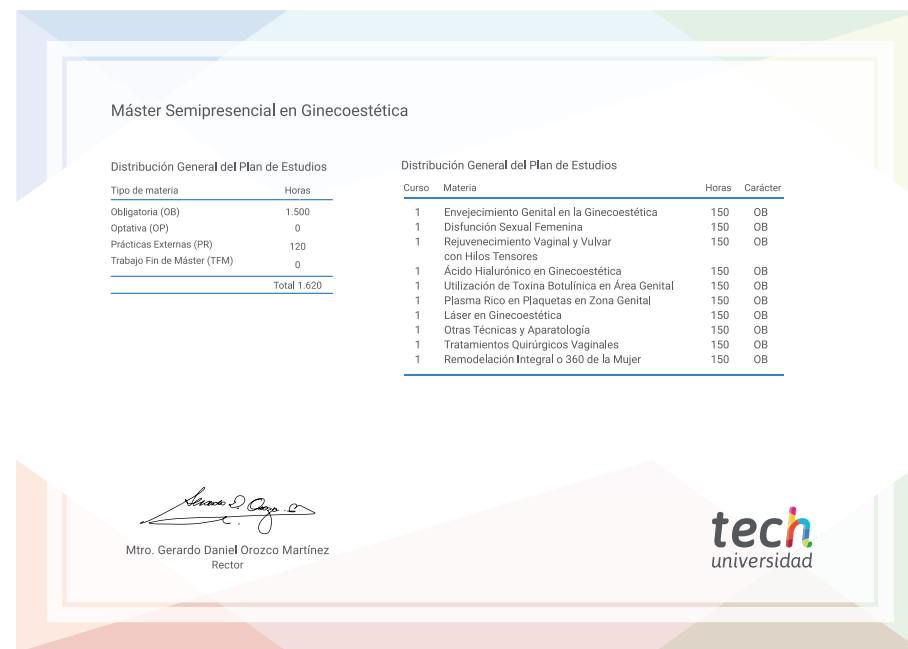 Máster Semipresencial en Ginecoestética
Distribución General del Plan de Estudios
Tipo de materia Horas
Obligatoria (OB) 1.500
Optativa (OP) 0
Prácticas Externas (PR) 120
Trabajo Fin de Máster (TFM) 0
Total 1.620
Distribución General del Plan de Estudios
Curso Materia Horas Carácter
1 Envejecimiento Genital en la Ginecoestética 150 OB
1 Disfunción Sexual Femenina 150 OB
1 Rejuvenecimiento Vaginal y Vulvar 150 OB
con Hilos Tensores
1 Ácido Hialurónico en Ginecoestética 150 OB
1 Utilización de Toxina Botulínica en Área Genital 150 OB
1 Plasma Rico en Plaquetas en Zona Genital 150 OB
1 Láser en Ginecoestética 150 OB
1 Otras Técnicas y Aparatología 150 OB
1 Tratamientos Quirúrgicos Vaginales 150 OB
1 Remodelación Integral o 360 de la Mujer 150 OB
Mtro. Gerardo Daniel Orozco Martínez
Rector
tech
universidad